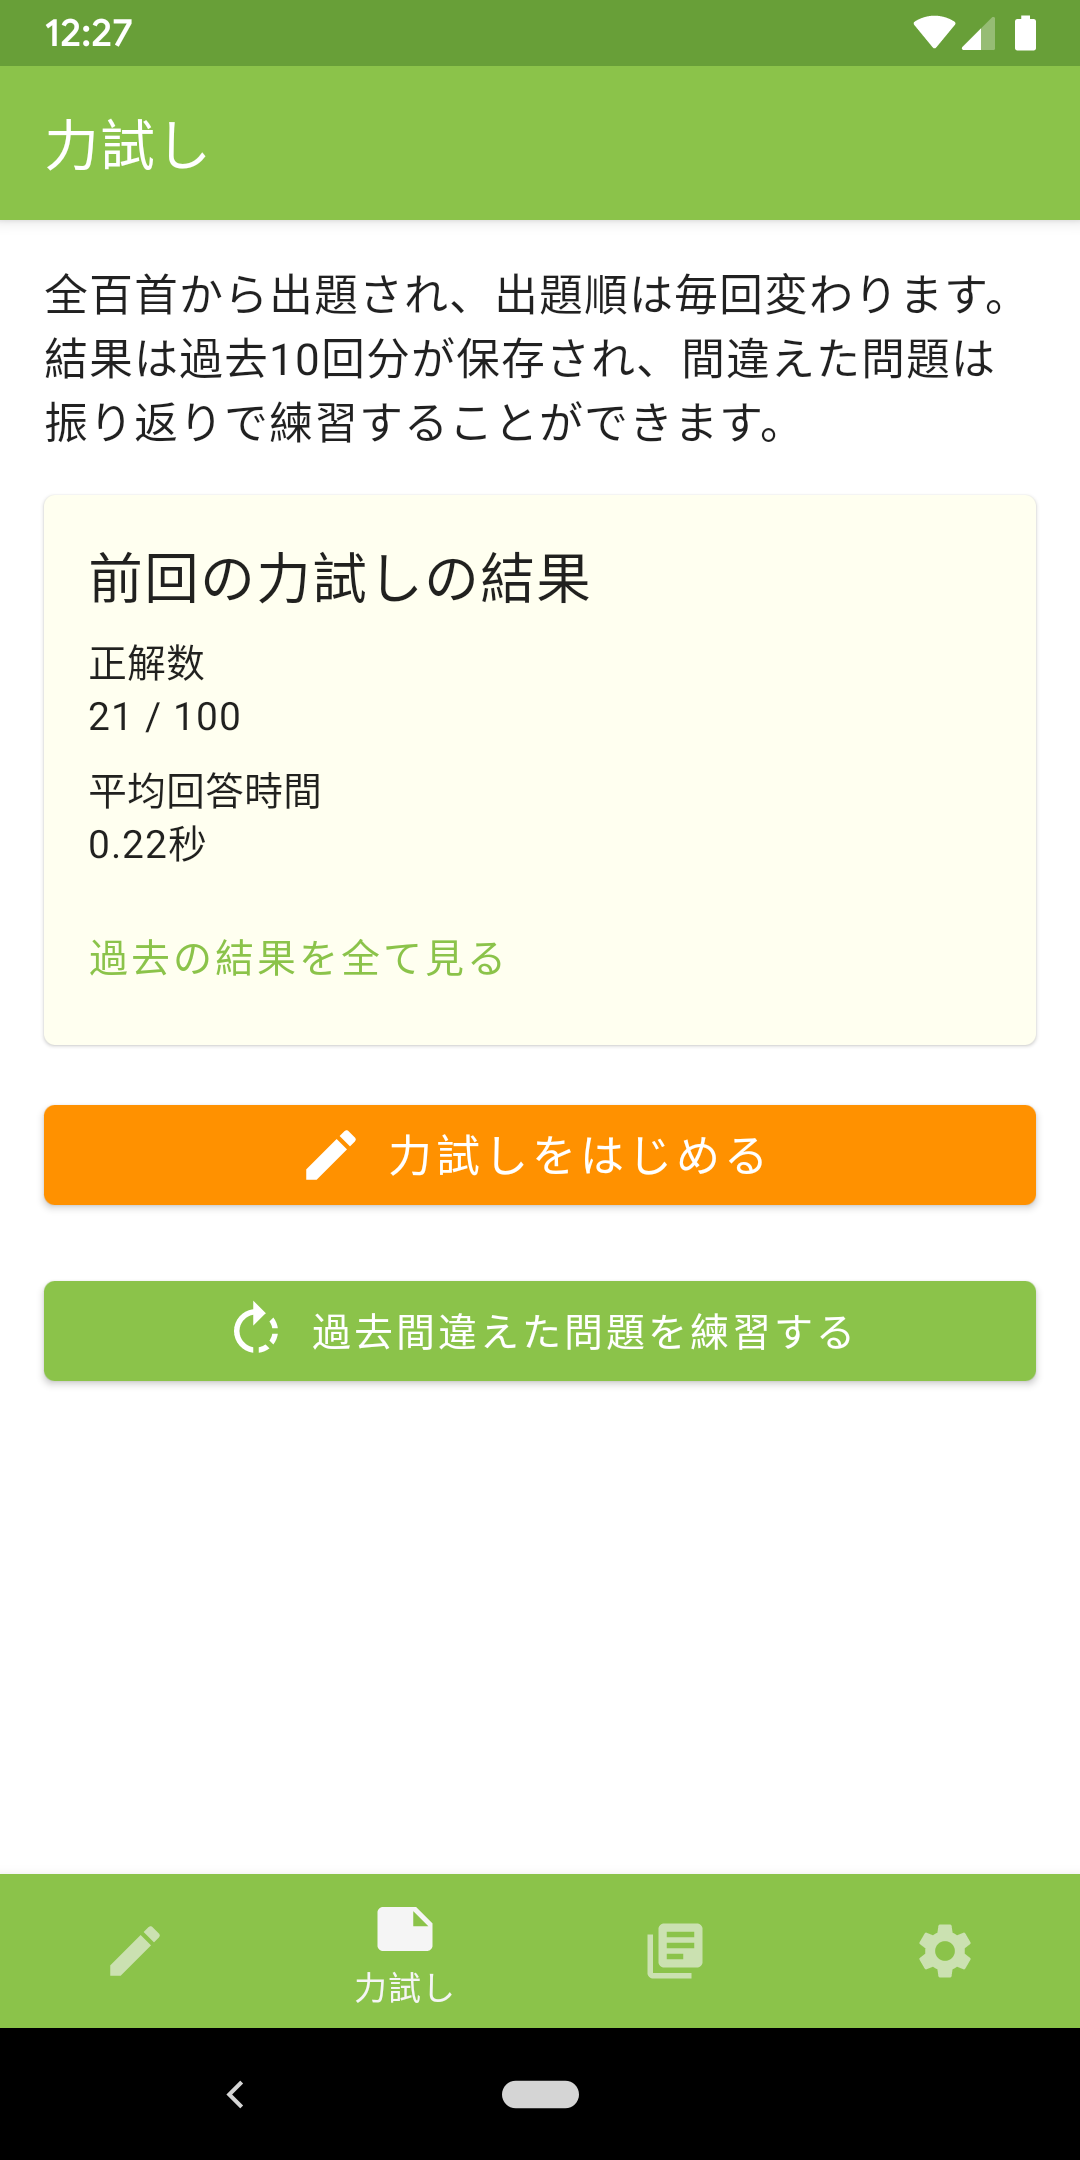 12:27
力試し
全百首から出題され、出題順は毎回変わります。
結果は過去10回分が保存され、間違えた問題は
振り返りで練習することができます。
前回の力試しの結果
正解数
21 / 100
平均回答時間
0.22秒
過去の結果を全て見る
力試しをはじめる
過去間違えた問題を練習する
力試し